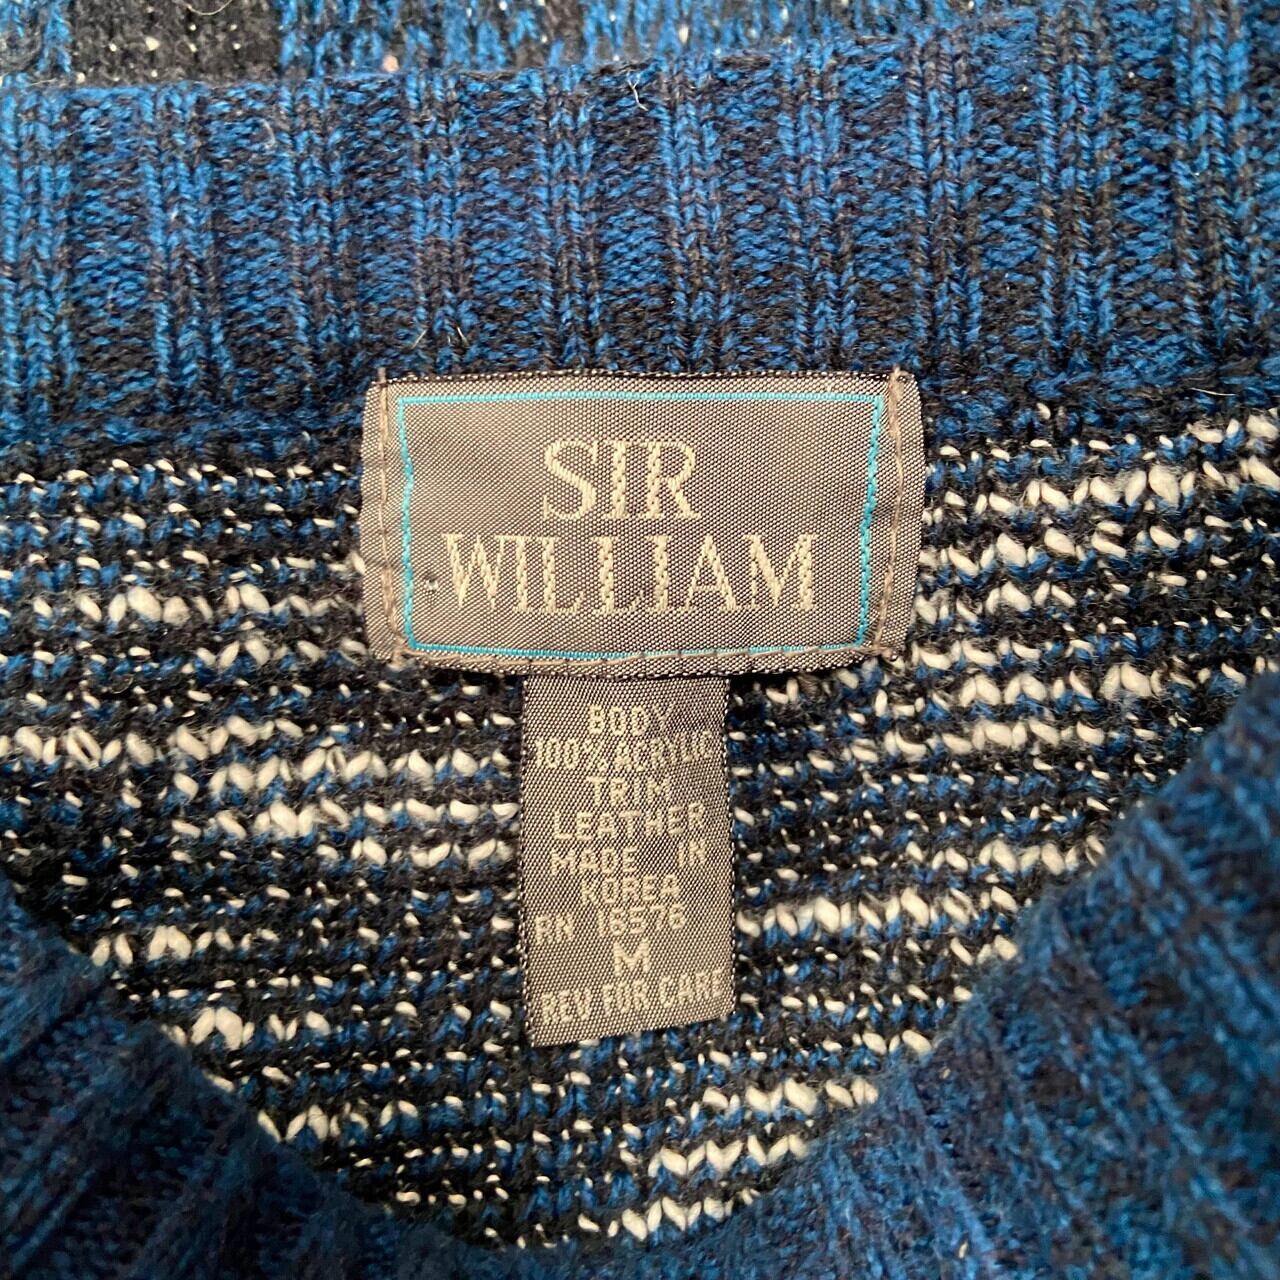 SIR
WILLIAM
BODY
100% ACRYLIC
TRIM
LEATHER
MADE IN
KOREA
RN 16576
M
REV FOR CARE